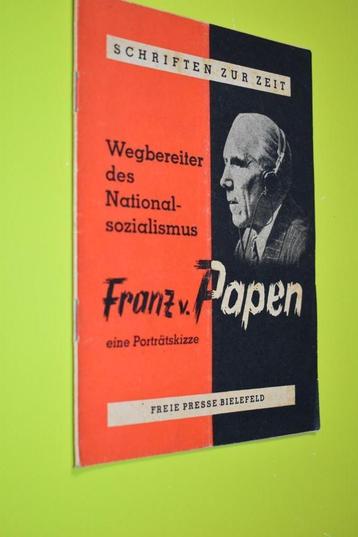 SCHRIFTEN ZUR ZEIT
Wegbereiter
des
National-
sozialismus
Franz v. Papen
eine Porträtskizze
FREIE PRESSE BIELEFELD